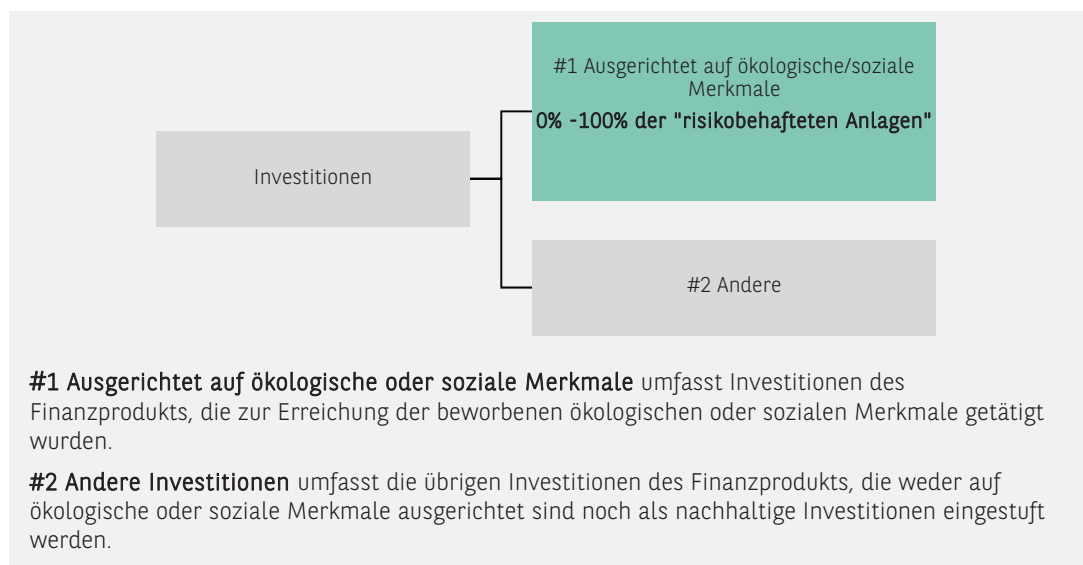 #1 Ausgerichtet auf ökologische/soziale
Merkmale
0% -100% der "risikobehafteten Anlagen"
Investitionen
#2 Andere
#1 Ausgerichtet auf ökologische oder soziale Merkmale umfasst Investitionen des
Finanzprodukts, die zur Erreichung der beworbenen ökologischen oder sozialen Merkmale getätigt
wurden.
#2 Andere Investitionen umfasst die übrigen Investitionen des Finanzprodukts, die weder auf
ökologische oder soziale Merkmale ausgerichtet sind noch als nachhaltige Investitionen eingestuft
werden.